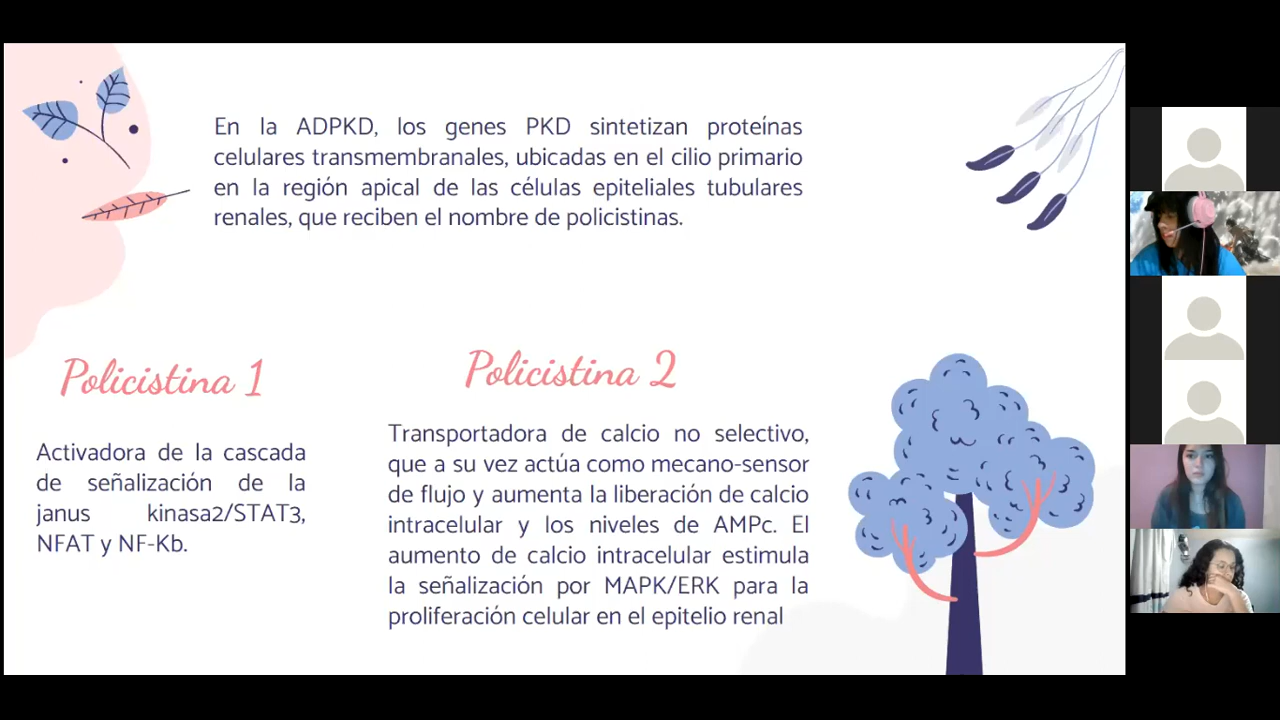 En la ADPKD, los genes PKD sintetizan proteínas
celulares transmembranales, ubicadas en el cilio primario
en la región apical de las células epiteliales tubulares
renales, que reciben el nombre de policistinas.
Policistina 1
Activadora de la cascada
de señalización de la
janus kinasa2/STAT3,
NFAT y NF-Kb.
Policistina 2
Transportadora de calcio no selectivo,
que a su vez actúa como mecano-sensor
de flujo y aumenta la liberación de calcio
intracelular y los niveles de AMPc. El
aumento de calcio intracelular estimula
la señalización por MAPK/ERK para la
proliferación celular en el epitelio renal